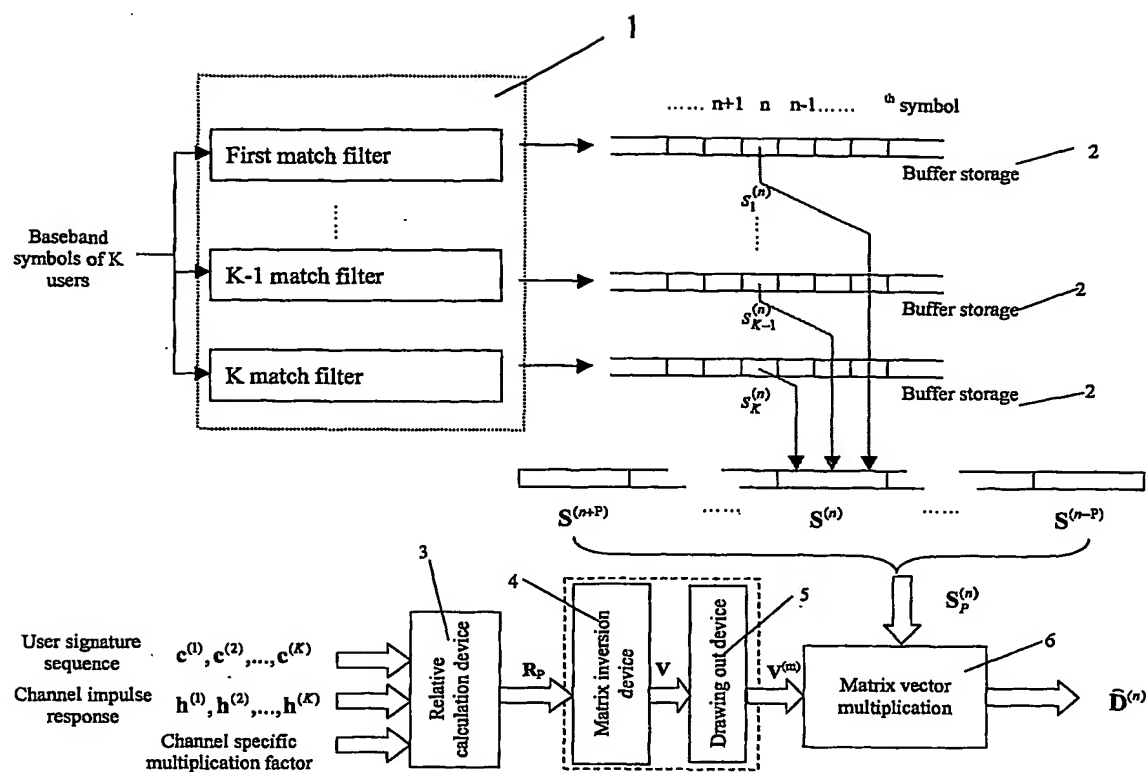 1
...... n+1 n n-1...... th symbol
First match filter
2
Buffer storage
s_1^{(n)}
Baseband
symbols of K
users
......
......
K-1 match filter
2
Buffer storage
s_{K-1}^{(n)}
K match filter
2
Buffer storage
s_K^{(n)}
S^{(n+P)} ...... S^{(n)} ...... S^{(n-P)}
S_P^{(n)}
3
4
5
6
User signature
sequence
c^{(1)}, c^{(2)},..., c^{(K)}
Channel impulse
response
h^{(1)}, h^{(2)},..., h^{(K)}
Channel specific
multiplication factor
Relative
calculation device
R_P
Matrix inversion
device
V
Drawing out device
V^{(m)}
Matrix vector
multiplication
D̂^{(n)}